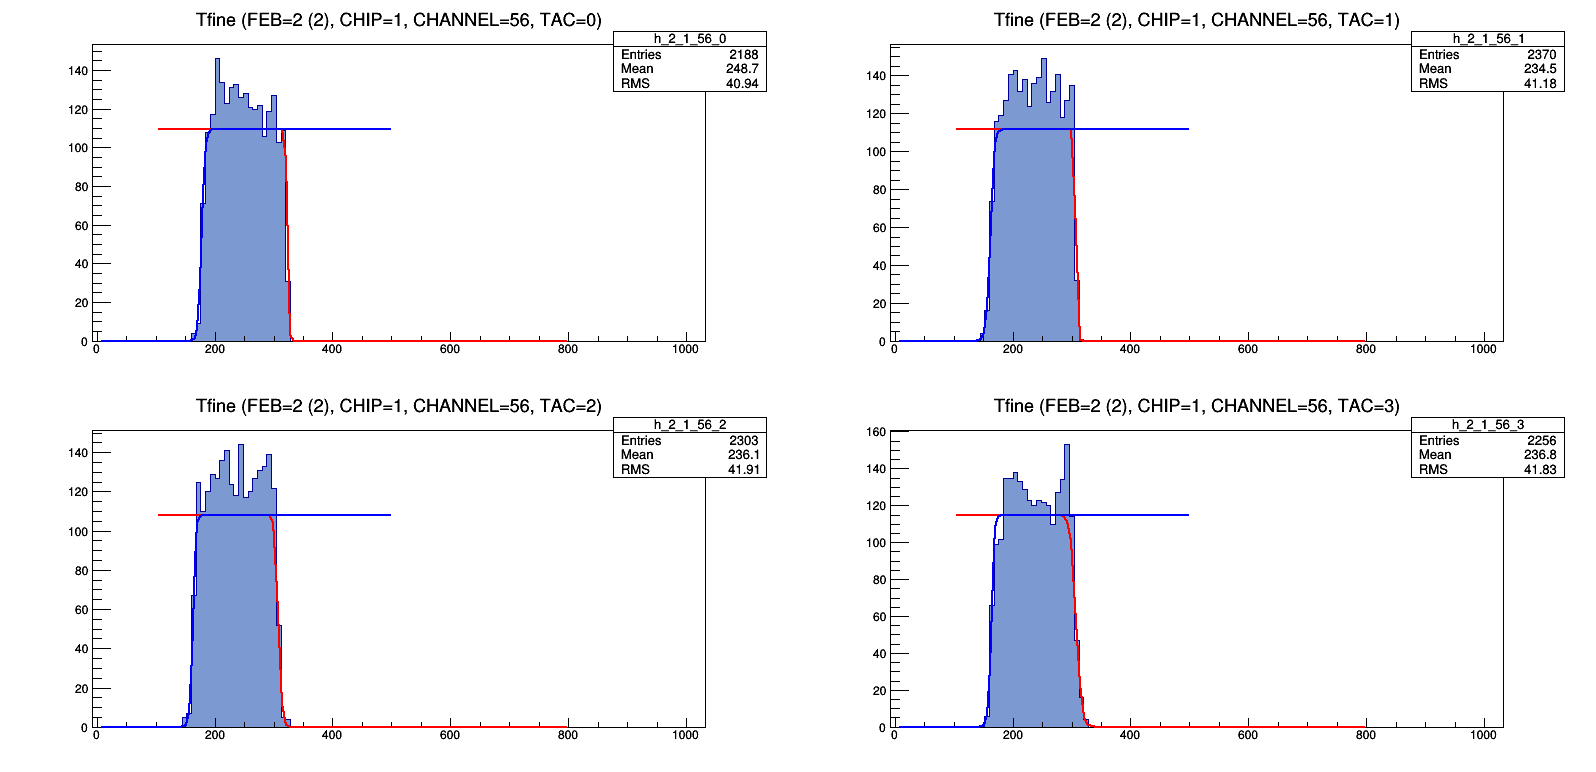 Tfine (FEB=2 (2), CHIP=1, CHANNEL=56, TAC=0)
h_2_1_56_0
Entries 2188
Mean 248.7
RMS 40.94
140
120
100
80
60
40
20
0
0 200 400 600 800 1000
Tfine (FEB=2 (2), CHIP=1, CHANNEL=56, TAC=1)
h_2_1_56_1
Entries 2370
Mean 234.5
RMS 41.18
140
120
100
80
60
40
20
0
0 200 400 600 800 1000
Tfine (FEB=2 (2), CHIP=1, CHANNEL=56, TAC=2)
h_2_1_56_2
Entries 2303
Mean 236.1
RMS 41.91
140
120
100
80
60
40
20
0
0 200 400 600 800 1000
Tfine (FEB=2 (2), CHIP=1, CHANNEL=56, TAC=3)
h_2_1_56_3
Entries 2256
Mean 236.8
RMS 41.83
160
140
120
100
80
60
40
20
0
0 200 400 600 800 1000